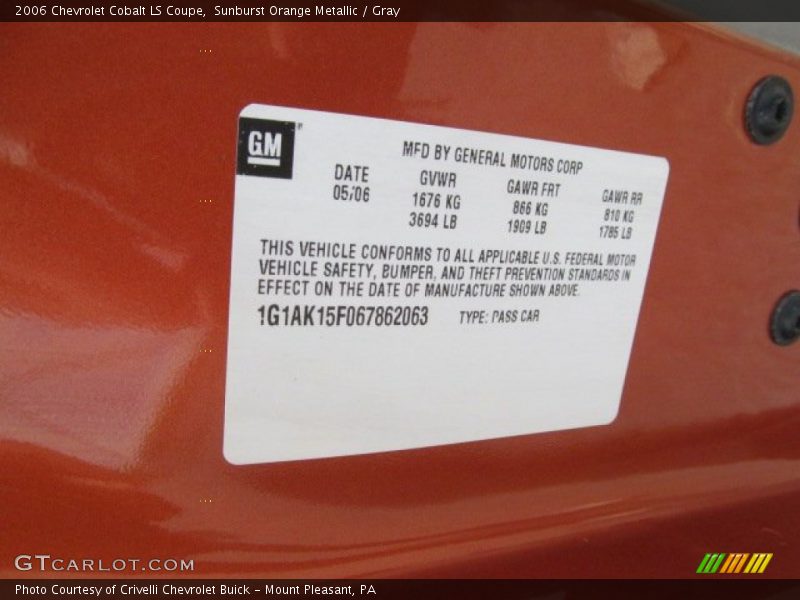 2006 Chevrolet Cobalt LS Coupe, Sunburst Orange Metallic / Gray
GM
MFD BY GENERAL MOTORS CORP
DATE GVWR GAWR FRT GAWR RR
05/06 1676 KG 866 KG 810 KG
3694 LB 1909 LB 1785 LB
THIS VEHICLE CONFORMS TO ALL APPLICABLE U.S. FEDERAL MOTOR
VEHICLE SAFETY, BUMPER, AND THEFT PREVENTION STANDARDS IN
EFFECT ON THE DATE OF MANUFACTURE SHOWN ABOVE.
1G1AK15F067862063 TYPE: PASS CAR
GTCARLOT.COM
Photo Courtesy of Crivelli Chevrolet Buick - Mount Pleasant, PA